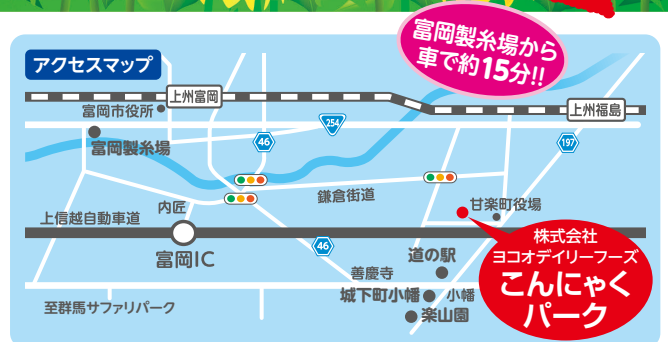 富岡製糸場から
車で約15分!!
アクセスマップ
上州富岡
富岡市役所
上州福島
254
46
197
富岡製糸場
鎌倉街道
甘楽町役場
内匠
上信越自動車道
富岡IC
46
株式会社
ヨコオデイリーフーズ
こんにゃく
パーク
道の駅
善慶寺
城下町小幡
小幡
楽山園
至群馬サファリパーク